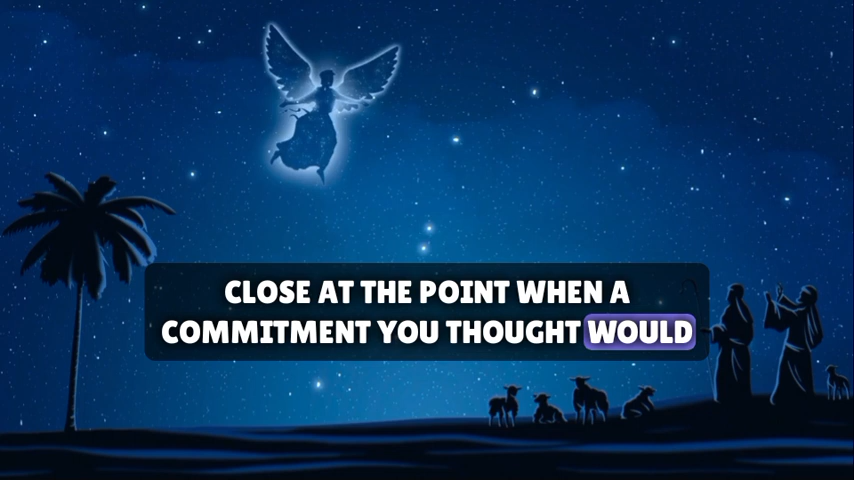 CLOSE AT THE POINT WHEN A
COMMITMENT YOU THOUGHT WOULD